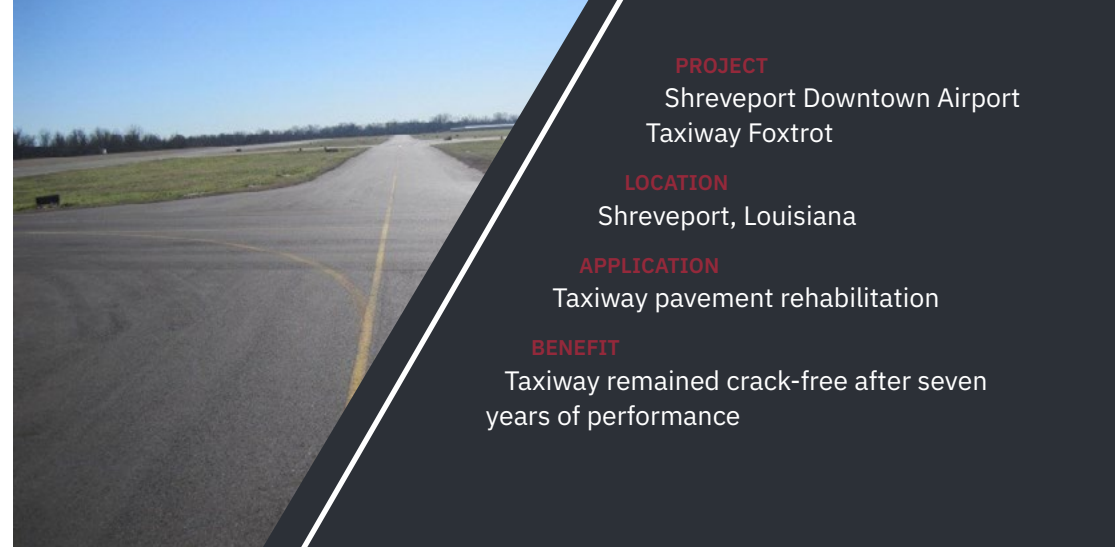 PROJECT
Shreveport Downtown Airport
Taxiway Foxtrot
LOCATION
Shreveport, Louisiana
APPLICATION
Taxiway pavement rehabilitation
BENEFIT
Taxiway remained crack-free after seven
years of performance